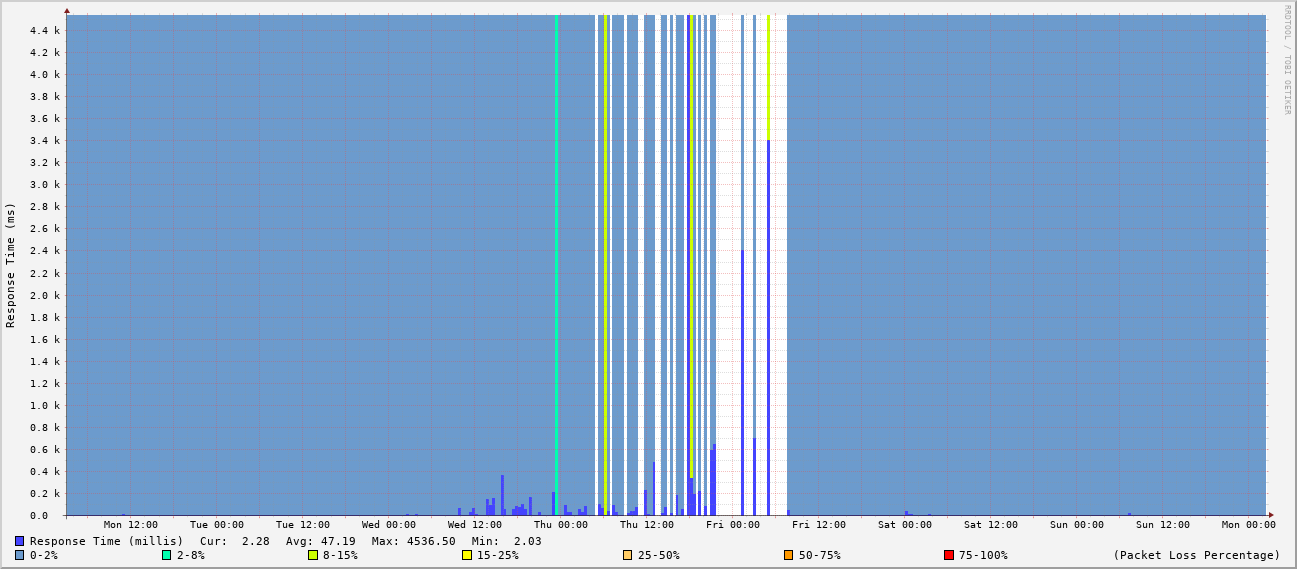 RRDTOOL / TOBI OETIKER
Response Time (ms)
4.4 k
4.2 k
4.0 k
3.8 k
3.6 k
3.4 k
3.2 k
3.0 k
2.8 k
2.6 k
2.4 k
2.2 k
2.0 k
1.8 k
1.6 k
1.4 k
1.2 k
1.0 k
0.8 k
0.6 k
0.4 k
0.2 k
0.0
Mon 12:00 Tue 00:00 Tue 12:00 Wed 00:00 Wed 12:00 Thu 00:00 Thu 12:00 Fri 00:00 Fri 12:00 Sat 00:00 Sat 12:00 Sun 00:00 Sun 12:00 Mon 00:00
Response Time (millis) Cur: 2.28 Avg: 47.19 Max: 4536.50 Min: 2.03
0-2% 2-8% 8-15% 15-25% 25-50% 50-75% 75-100% (Packet Loss Percentage)